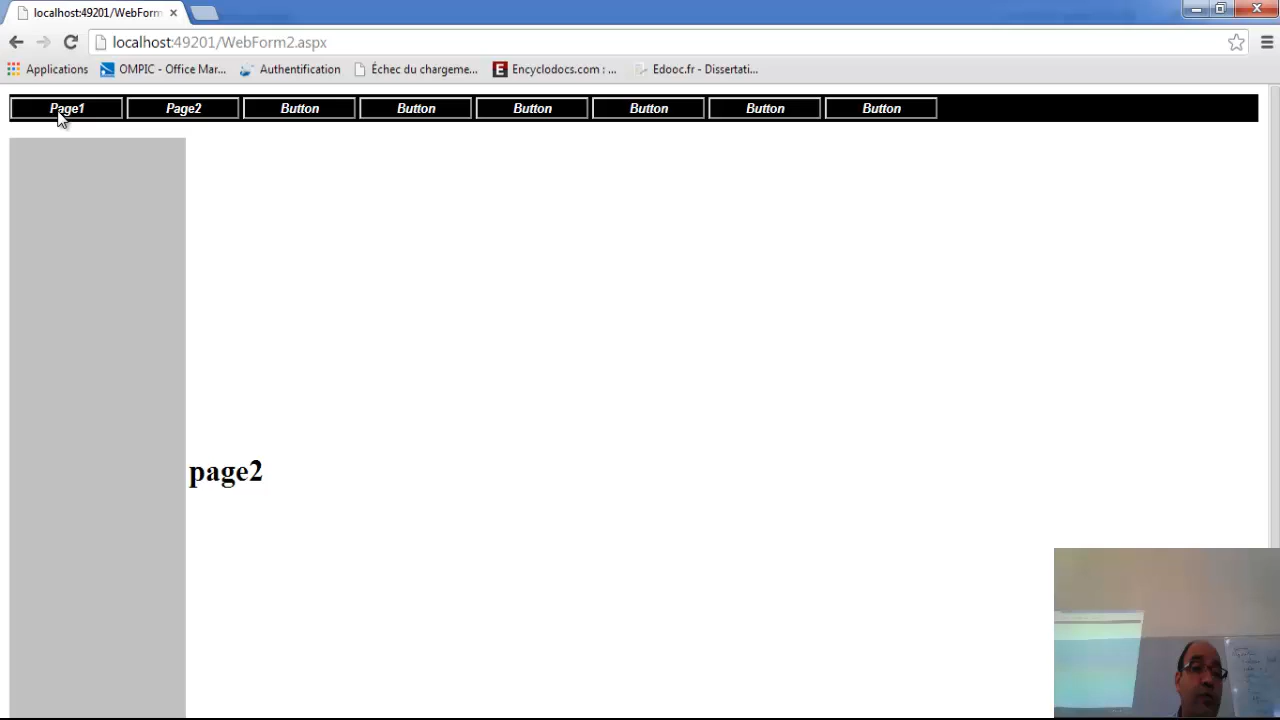 localhost:49201/WebForm
localhost:49201/WebForm2.aspx
Applications OMPIC - Office Mar... Authentification Échec du chargeme... Encyclodocs.com : ... Edooc.fr - Dissertati...
Page1 Page2 Button Button Button Button Button Button
page2